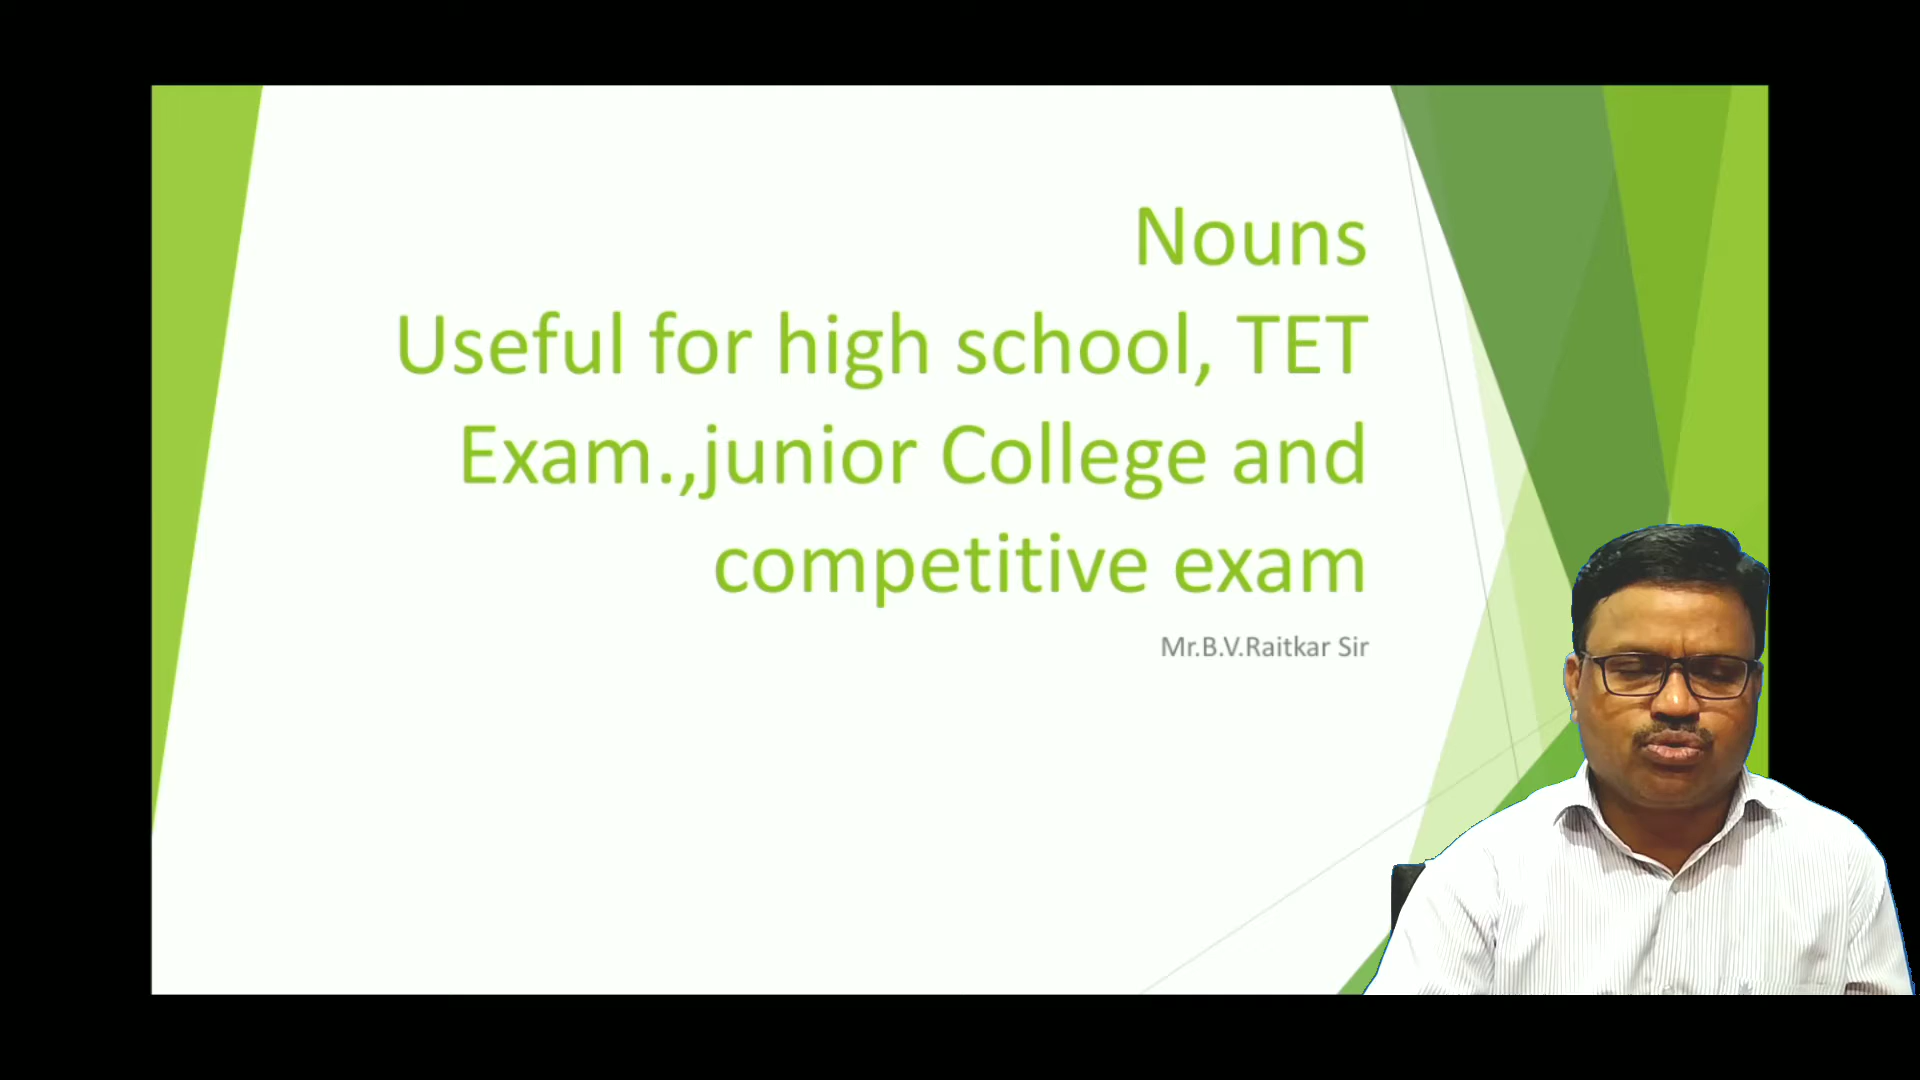 Nouns
Useful for high school, TET
Exam.,junior College and
competitive exam
Mr.B.V.Raitkar Sir